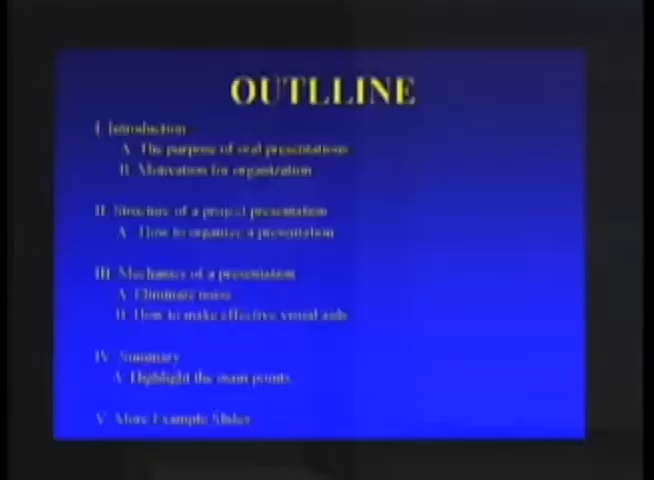 OUTLLINE
I. Introduction
A. The purpose of oral presentations
B. Motivation for organization
II. Structure of a project presentation
A. How to organize a presentation
III. Mechanics of a presentation
A. Eliminate noise
B. How to make effective visual aids
IV. Summary
A. Highlight the main points
V. More Example Slides